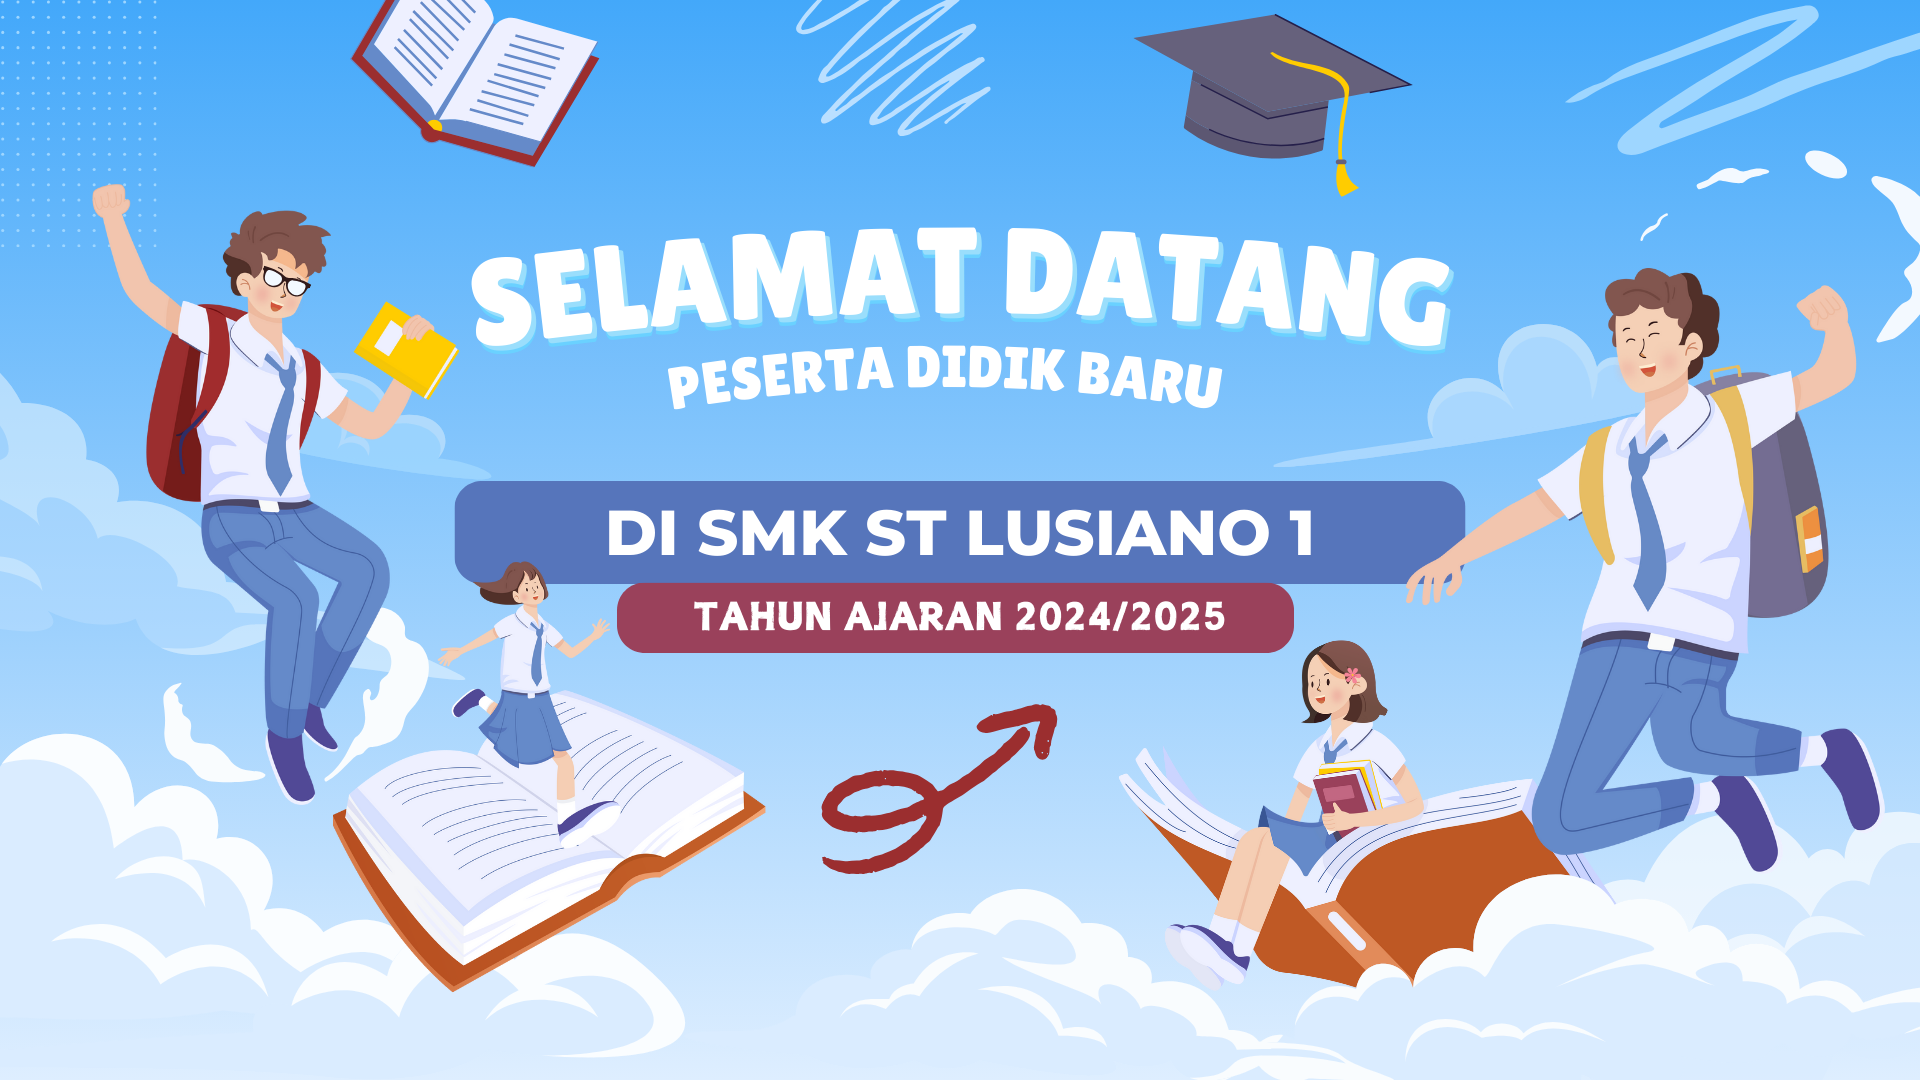 SELAMAT DATANG
PESERTA DIDIK BARU
DI SMK ST LUSIANO 1
TAHUN AJARAN 2024/2025